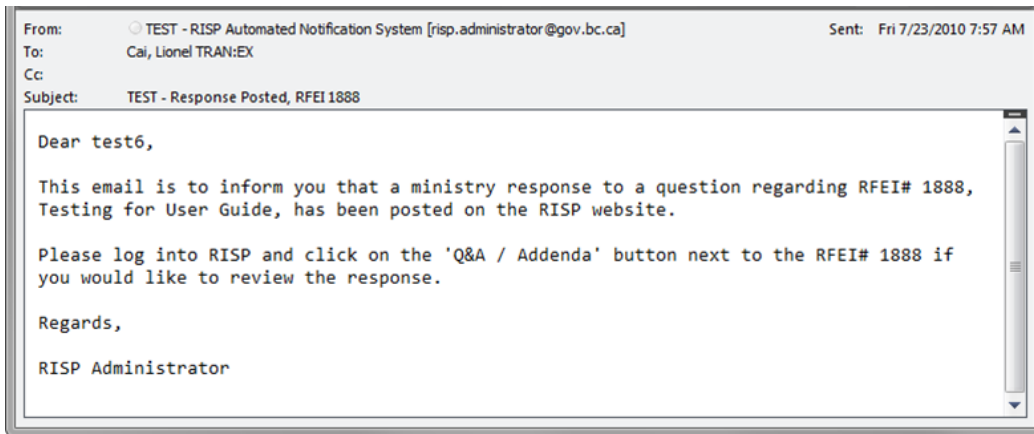 From: TEST - RISP Automated Notification System [risp.administrator@gov.bc.ca] Sent: Fri 7/23/2010 7:57 AM
To: Cai, Lionel TRAN:EX
Cc:
Subject: TEST - Response Posted, RFEI 1888
Dear test6,
This email is to inform you that a ministry response to a question regarding RFEI# 1888,
Testing for User Guide, has been posted on the RISP website.
Please log into RISP and click on the 'Q&A / Addenda' button next to the RFEI# 1888 if
you would like to review the response.
Regards,
RISP Administrator